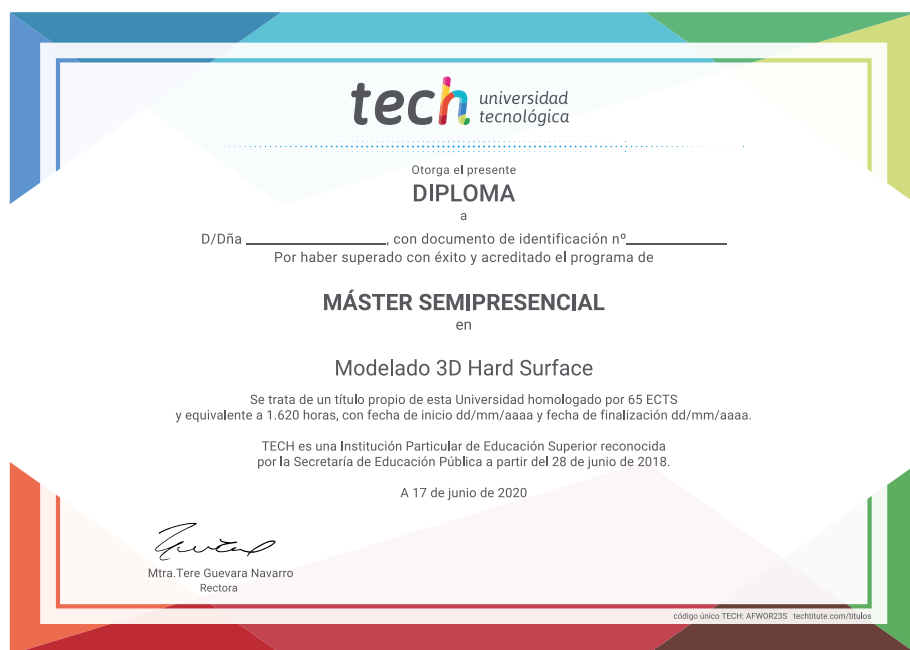 tech universidad
tecnológica
Otorga el presente
DIPLOMA
a
D/Dña ____________, con documento de identificación nº____________
Por haber superado con éxito y acreditado el programa de
MÁSTER SEMIPRESENCIAL
en
Modelado 3D Hard Surface
Se trata de un título propio de esta Universidad homologado por 65 ECTS
y equivalente a 1.620 horas, con fecha de inicio dd/mm/aaaa y fecha de finalización dd/mm/aaaa.
TECH es una Institución Particular de Educación Superior reconocida
por la Secretaría de Educación Pública a partir del 28 de junio de 2018.
A 17 de junio de 2020
Mtra.Tere Guevara Navarro
Rectora
código único TECH: AFWOR23S techtitute.com/titulos